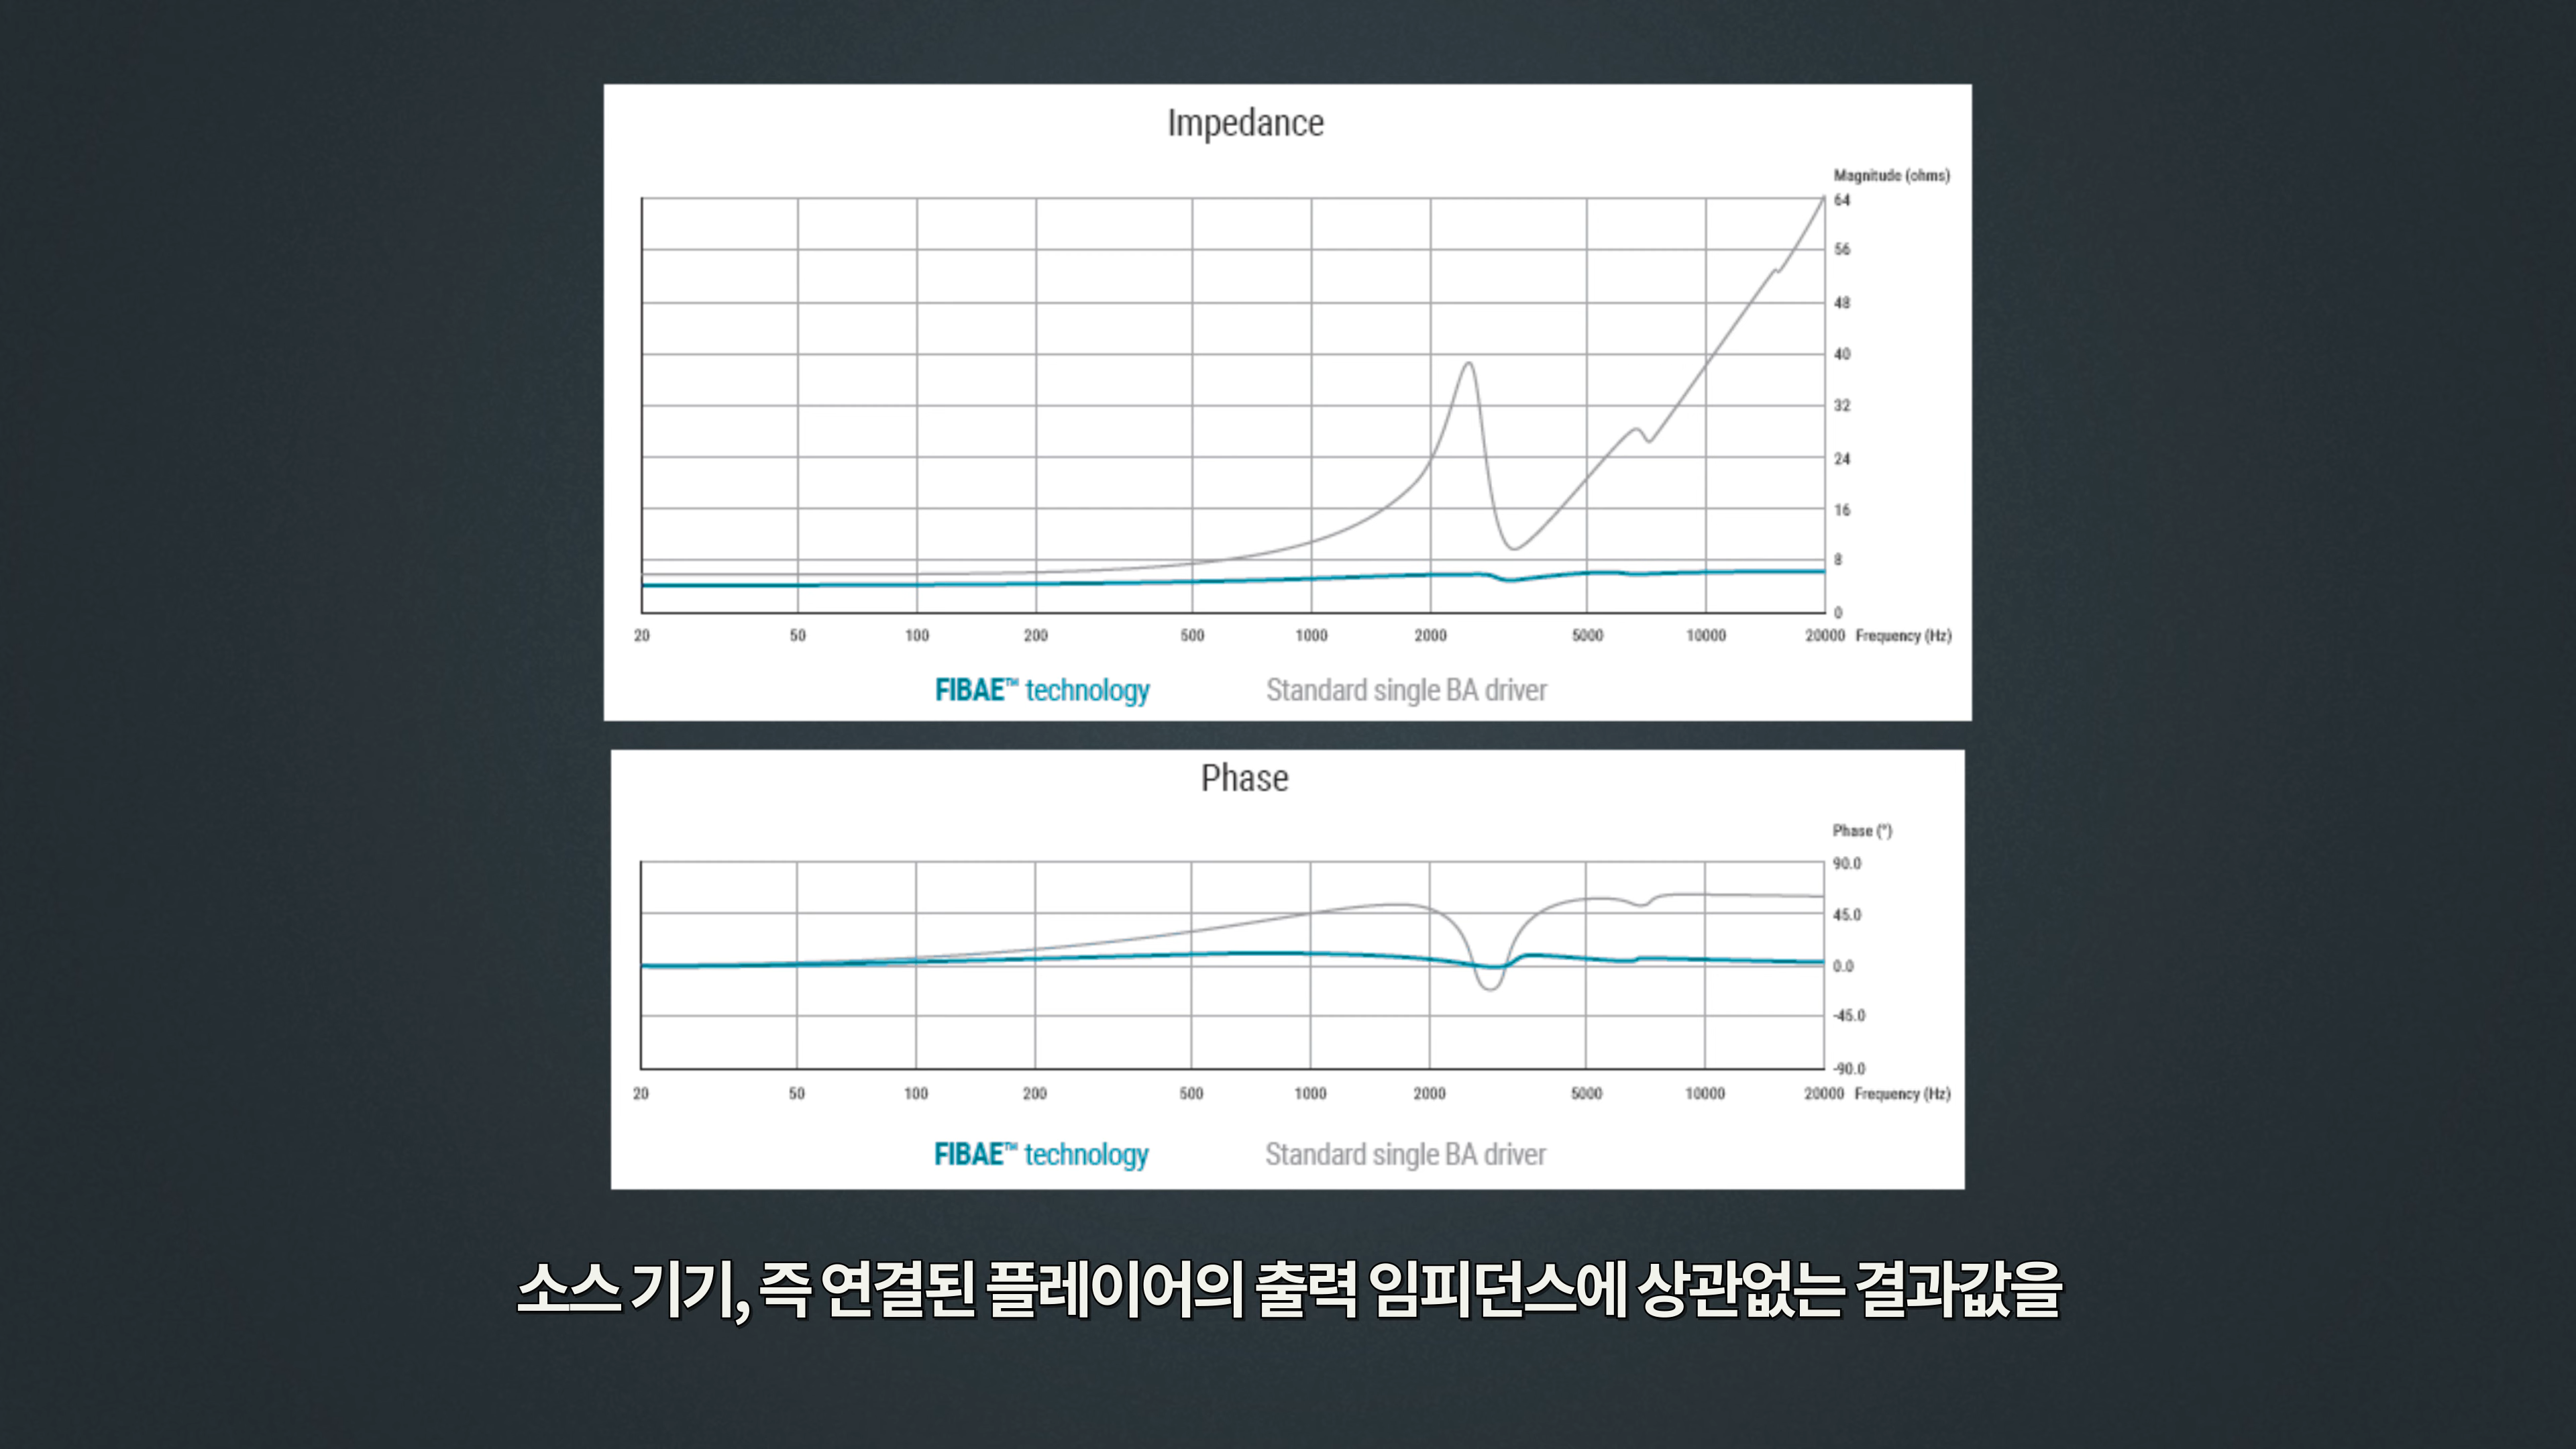 Impedance
Magnitude (ohms)
64
56
48
40
32
24
16
8
0
20 50 100 200 500 1000 2000 5000 10000 20000 Frequency (Hz)
FIBAE™ technology Standard single BA driver
Phase
Phase (°)
90.0
45.0
0.0
-45.0
-90.0
20 50 100 200 500 1000 2000 5000 10000 20000 Frequency (Hz)
FIBAE™ technology Standard single BA driver
소스 기기, 즉 연결된 플레이어의 출력 임피던스에 상관없는 결과값을